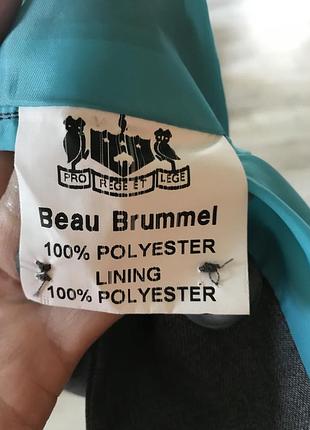 PRO REGE ET LEGE
Beau Brummel
100% POLYESTER
LINING
100% POLYESTER